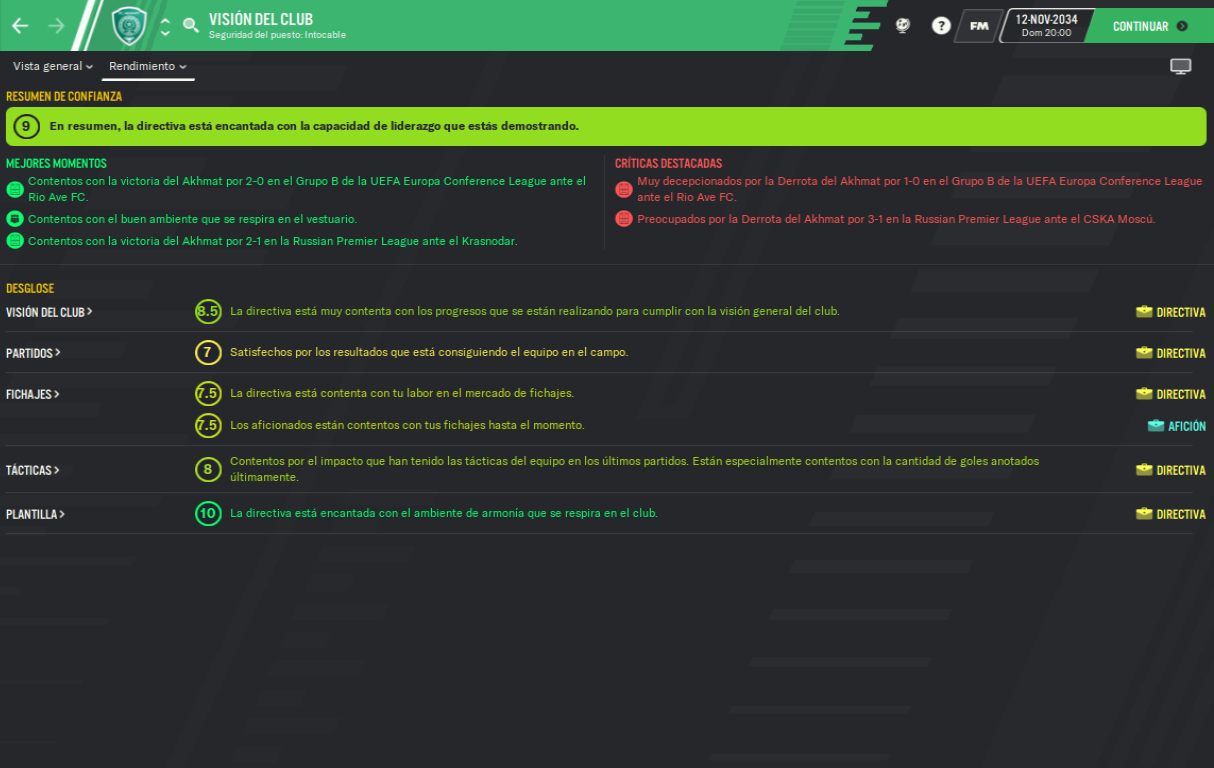 VISIÓN DEL CLUB
Seguridad del puesto: Intocable
?
FM
12-NOV-2034
Dom 20:00
CONTINUAR
Vista general
Rendimiento
RESUMEN DE CONFIANZA
9
En resumen, la directiva está encantada con la capacidad de liderazgo que estás demostrando.
MEJORES MOMENTOS
Contentos con la victoria del Akhmat por 2-0 en el Grupo B de la UEFA Europa Conference League ante el
Rio Ave FC.
Contentos con el buen ambiente que se respira en el vestuario.
Contentos con la victoria del Akhmat por 2-1 en la Russian Premier League ante el Krasnodar.
CRÍTICAS DESTACADAS
Muy decepcionados por la Derrota del Akhmat por 1-0 en el Grupo B de la UEFA Europa Conference League
ante el Rio Ave FC.
Preocupados por la Derrota del Akhmat por 3-1 en la Russian Premier League ante el CSKA Moscú.
DESGLOSE
VISIÓN DEL CLUB
8.5
La directiva está muy contenta con los progresos que se están realizando para cumplir con la visión general del club.
DIRECTIVA
PARTIDOS
7
Satisfechos por los resultados que está consiguiendo el equipo en el campo.
DIRECTIVA
FICHAJES
7.5
La directiva está contenta con tu labor en el mercado de fichajes.
DIRECTIVA
7.5
Los aficionados están contentos con tus fichajes hasta el momento.
AFICIÓN
TÁCTICAS
8
Contentos por el impacto que han tenido las tácticas del equipo en los últimos partidos. Están especialmente contentos con la cantidad de goles anotados
últimamente.
DIRECTIVA
PLANTILLA
10
La directiva está encantada con el ambiente de armonía que se respira en el club.
DIRECTIVA